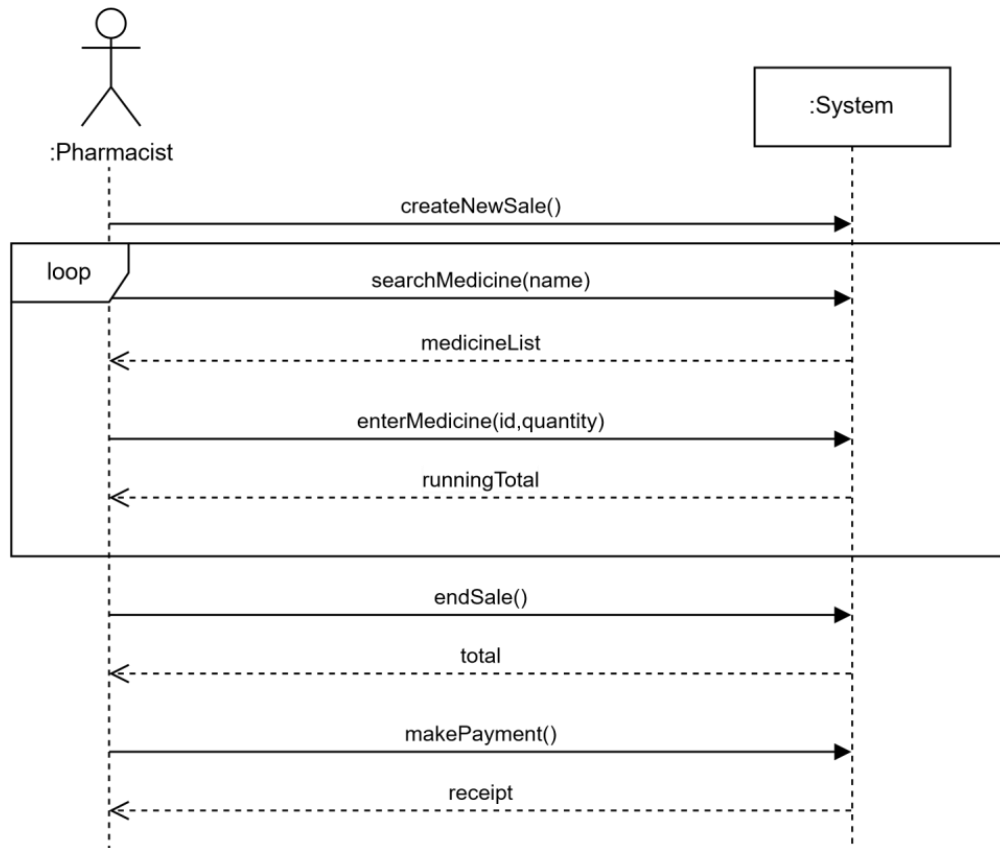 :System
:Pharmacist
createNewSale()
loop
searchMedicine(name)
medicineList
enterMedicine(id,quantity)
runningTotal
endSale()
total
makePayment()
receipt